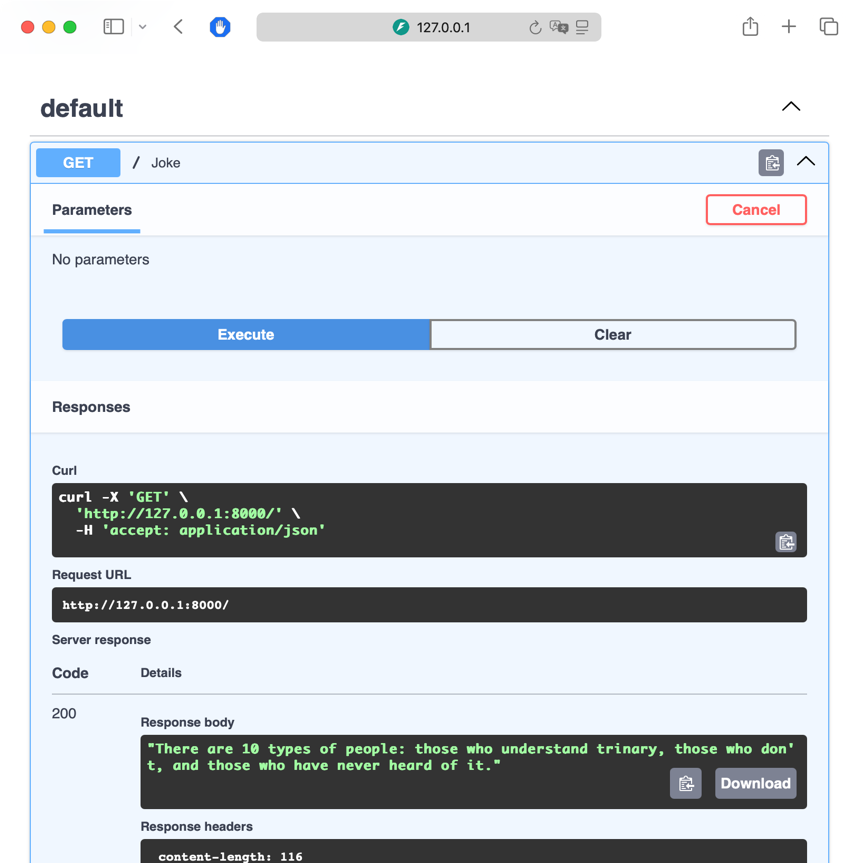 127.0.0.1
default
GET / Joke
Parameters
Cancel
No parameters
Execute
Clear
Responses
Curl
curl -X 'GET' \
'http://127.0.0.1:8000/' \
-H 'accept: application/json'
Request URL
http://127.0.0.1:8000/
Server response
Code Details
200
Response body
"There are 10 types of people: those who understand trinary, those who don'
t, and those who have never heard of it."
Download
Response headers
content-length: 116